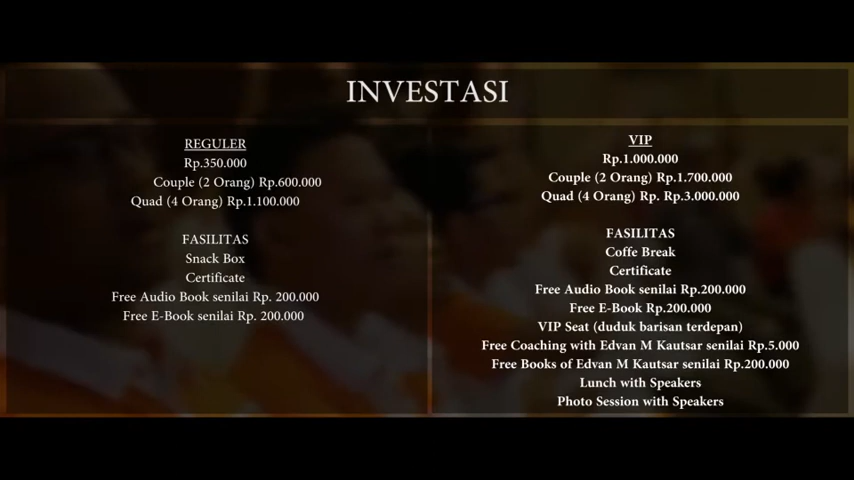 INVESTASI
REGULER
Rp.350.000
Couple (2 Orang) Rp.600.000
Quad (4 Orang) Rp.1.100.000
FASILITAS
Snack Box
Certificate
Free Audio Book senilai Rp. 200.000
Free E-Book senilai Rp. 200.000
VIP
Rp.1.000.000
Couple (2 Orang) Rp.1.700.000
Quad (4 Orang) Rp. Rp.3.000.000
FASILITAS
Coffe Break
Certificate
Free Audio Book senilai Rp.200.000
Free E-Book Rp.200.000
VIP Seat (duduk barisan terdepan)
Free Coaching with Edvan M Kautsar senilai Rp.5.000
Free Books of Edvan M Kautsar senilai Rp.200.000
Lunch with Speakers
Photo Session with Speakers